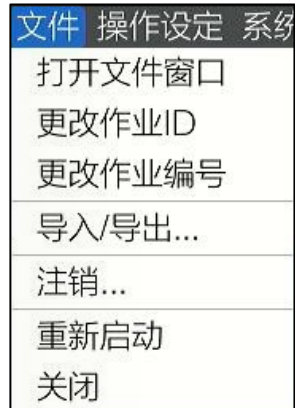 文件 操作设定 系统
打开文件窗口
更改作业ID
更改作业编号
导入/导出...
注销...
重新启动
关闭